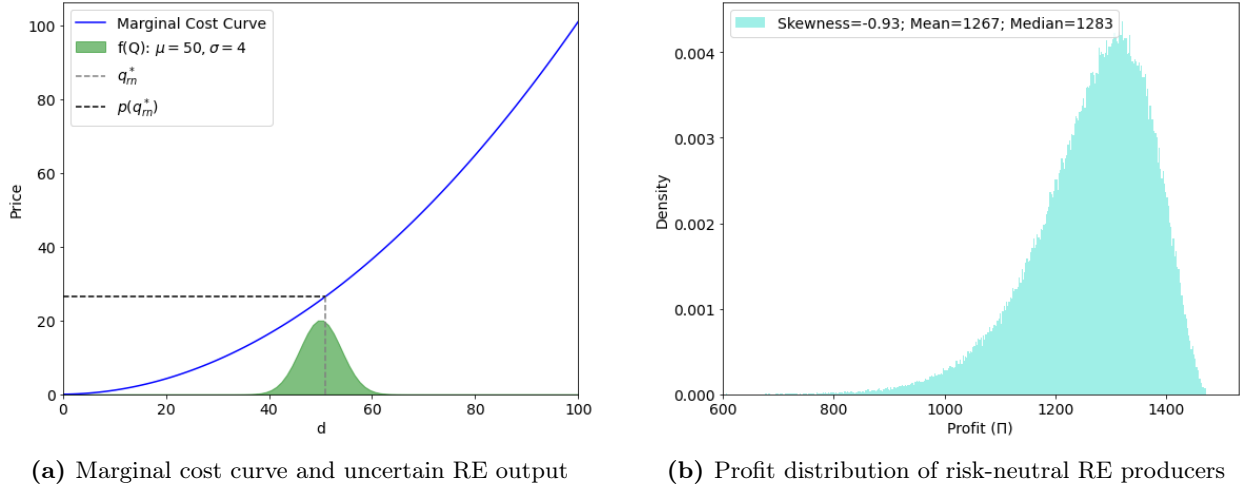 Marginal Cost Curve
f(Q): μ = 50, σ = 4
q*rn
p(q*rn)
100
80
60
40
20
0
Price
0 20 40 60 80 100
d
(a) Marginal cost curve and uncertain RE output
Skewness=-0.93; Mean=1267; Median=1283
0.004
0.003
0.002
0.001
0.000
Density
600 800 1000 1200 1400
Profit (Π)
(b) Profit distribution of risk-neutral RE producers